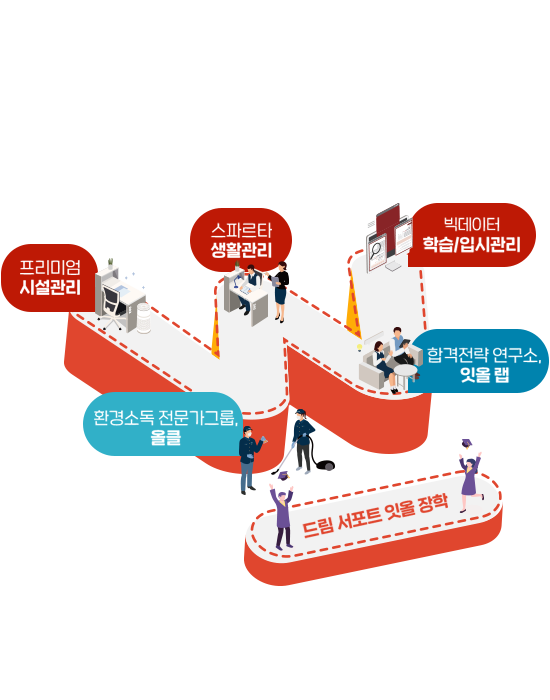 스파르타
생활관리
빅데이터
학습/입시관리
프리미엄
시설관리
합격전략 연구소,
잇올 랩
환경소독 전문가그룹,
올클
드림 서포트 잇올 장학